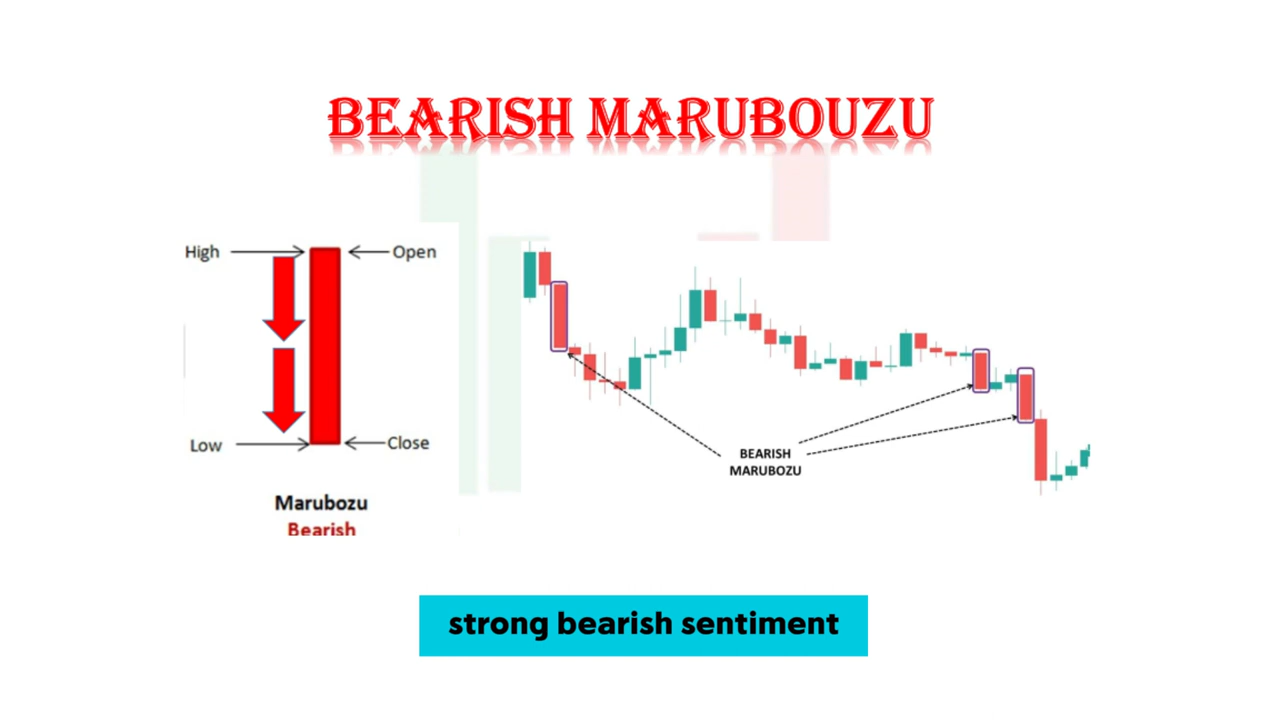 BEARISH MARUBOUZU
High
Open
Low
Close
Marubozu
Bearish
BEARISH
MARUBOZU
strong bearish sentiment